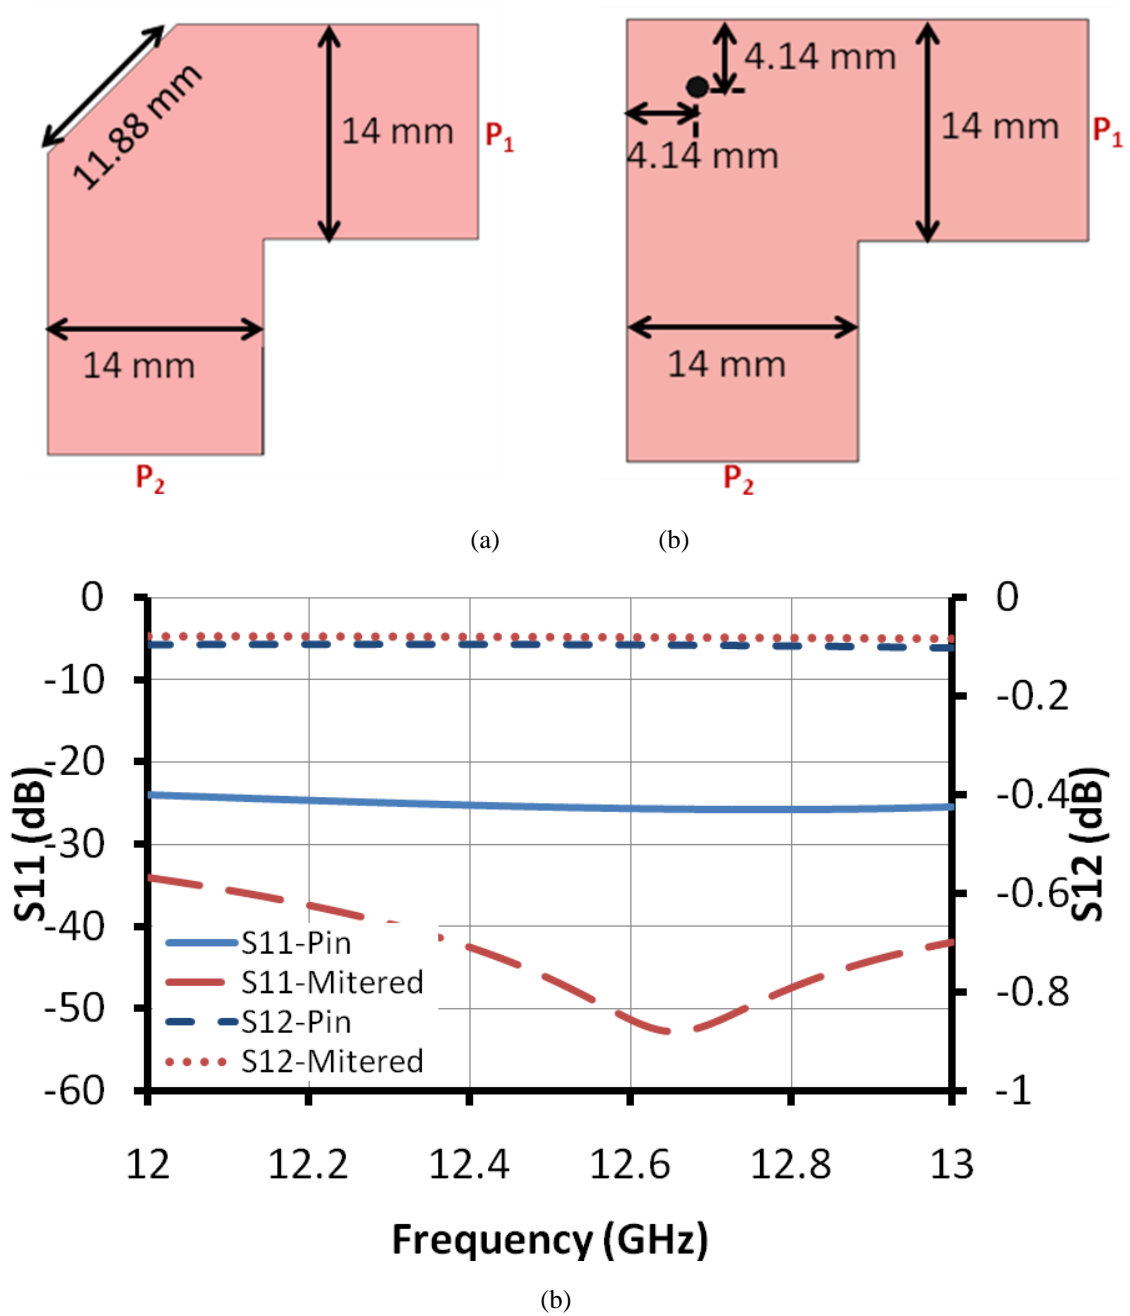 11.88 mm
14 mm
P1
14 mm
P2
4.14 mm
4.14 mm
14 mm
P1
14 mm
P2
(a) (b)
0 0
-10
-0.2
-20
-0.4
-30
-0.6
-40
-0.8
-50
-60 -1
S11 (dB)
S12 (dB)
S11-Pin
S11-Mitered
S12-Pin
S12-Mitered
12 12.2 12.4 12.6 12.8 13
Frequency (GHz)
(b)